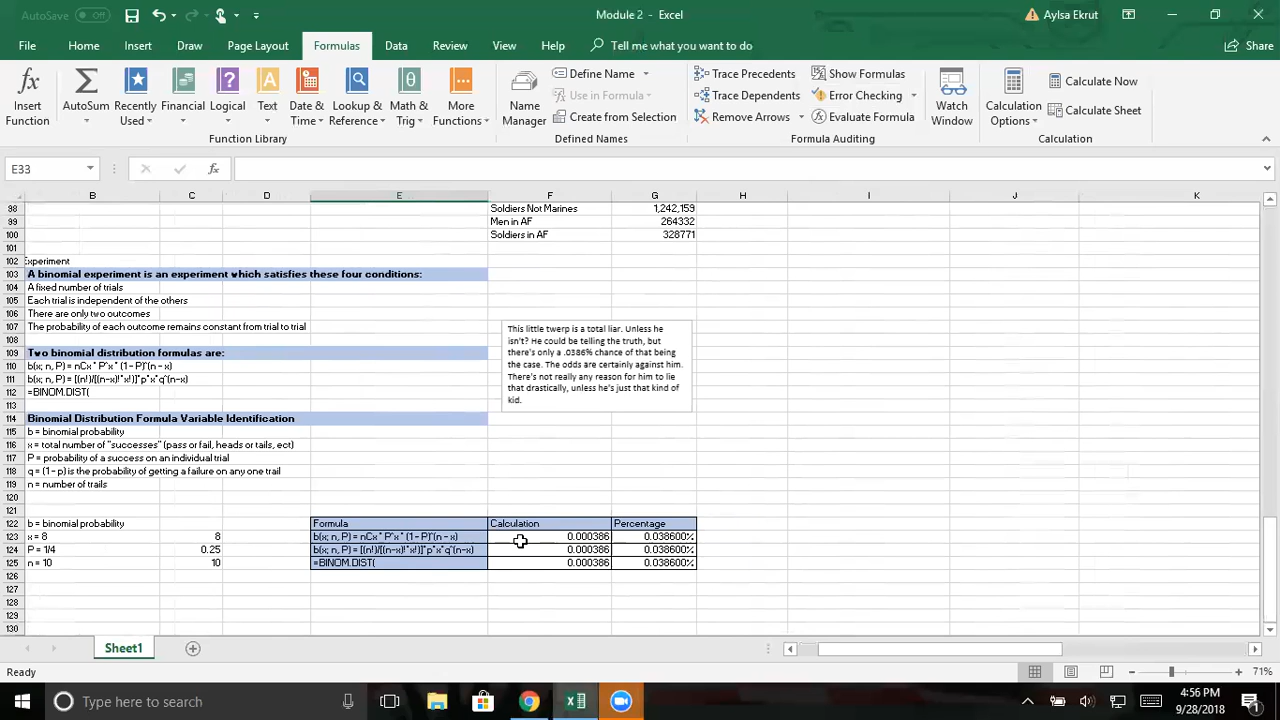 AutoSave Off
Module 2 - Excel
Aylsa Ekrut
File Home Insert Draw Page Layout Formulas Data Review View Help Tell me what you want to do Share
Insert Function
AutoSum
Recently Used
Financial
Logical
Text
Date & Time
Lookup & Reference
Math & Trig
More Functions
Function Library
Name Manager
Define Name
Use in Formula
Create from Selection
Defined Names
Trace Precedents
Trace Dependents
Remove Arrows
Show Formulas
Error Checking
Evaluate Formula
Formula Auditing
Watch Window
Calculation Options
Calculate Now
Calculate Sheet
Calculation
E33 fx
B C D E F G H I J K
98 Soldiers Not Marines 1,242,159
99 Men in AF 264332
100 Soldiers in AF 328771
101
102 Experiment
103 A binomial experiment is an experiment which satisfies these four conditions:
104 A fixed number of trials
105 Each trial is independent of the others
106 There are only two outcomes
107 The probability of each outcome remains constant from trial to trial
108
109 Two binomial distribution formulas are:
110 b(x; n, P) = nCx * P^x * (1 - P)^(n - x)
111 b(x; n, P) = [(n!)/[(n-x)!*x!)]*p^x*q^(n-x)
112 =BINOM.DIST(
113
114 Binomial Distribution Formula Variable Identification
115 b = binomial probability
116 x = total number of "successes" (pass or fail, heads or tails, ect)
117 P = probability of a success on an individual trial
118 q = (1 - p) is the probability of getting a failure on any one trail
119 n = number of trails
120
121
This little twerp is a total liar. Unless he
isn't? He could be telling the truth, but
there's only a .0386% chance of that being
the case. The odds are certainly against him.
There's not really any reason for him to lie
that drastically, unless he's just that kind of
kid.
122 b = binomial probability Formula Calculation Percentage
123 x = 8 8 b(x; n, P) = nCx * P^x * (1 - P)^(n - x) 0.000386 0.038600%
124 P = 1/4 0.25 b(x; n, P) = [(n!)/[(n-x)!*x!)]*p^x*q^(n-x) 0.000386 0.038600%
125 n = 10 10 =BINOM.DIST( 0.000386 0.038600%
126
127
128
129
130
Sheet1
Ready 71%
Type here to search
4:56 PM
9/28/2018
1